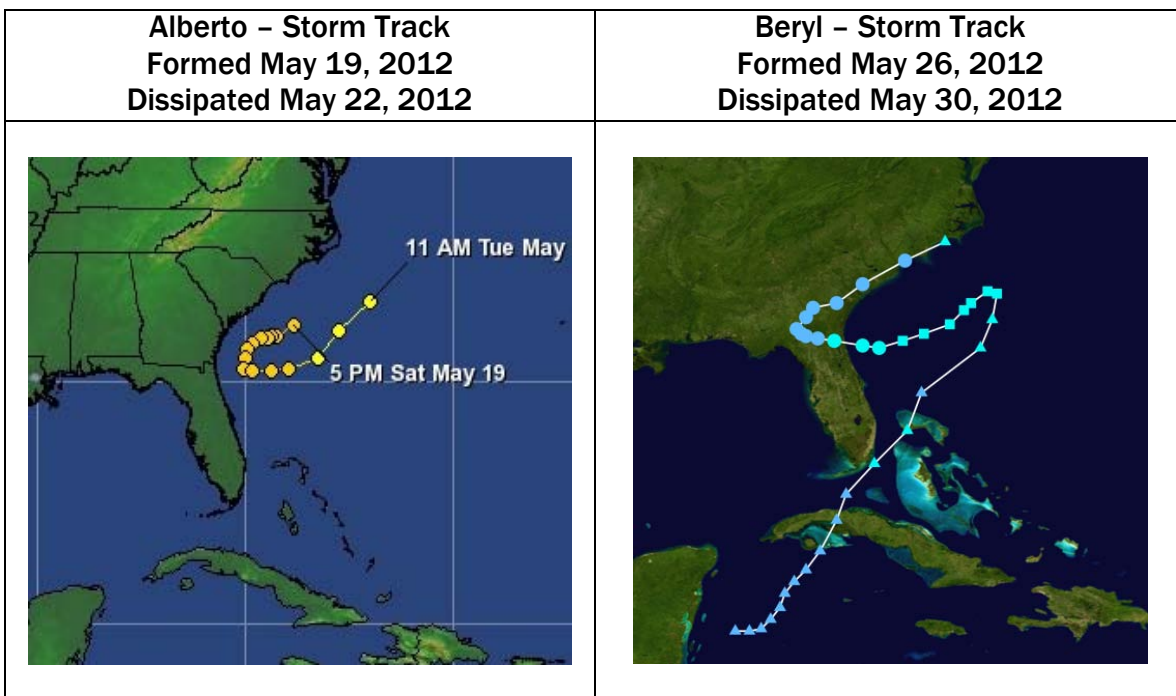 Alberto – Storm Track
Formed May 19, 2012
Dissipated May 22, 2012
Beryl – Storm Track
Formed May 26, 2012
Dissipated May 30, 2012
11 AM Tue May
5 PM Sat May 19